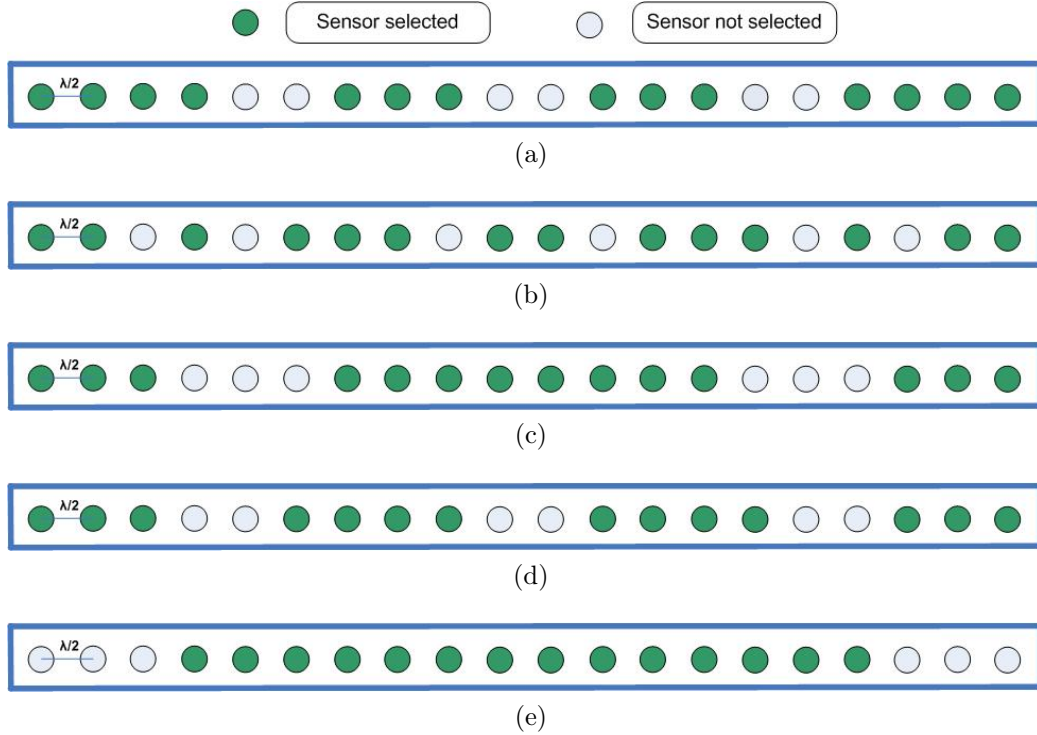 Sensor selected Sensor not selected
λ/2
(a)
λ/2
(b)
λ/2
(c)
λ/2
(d)
λ/2
(e)